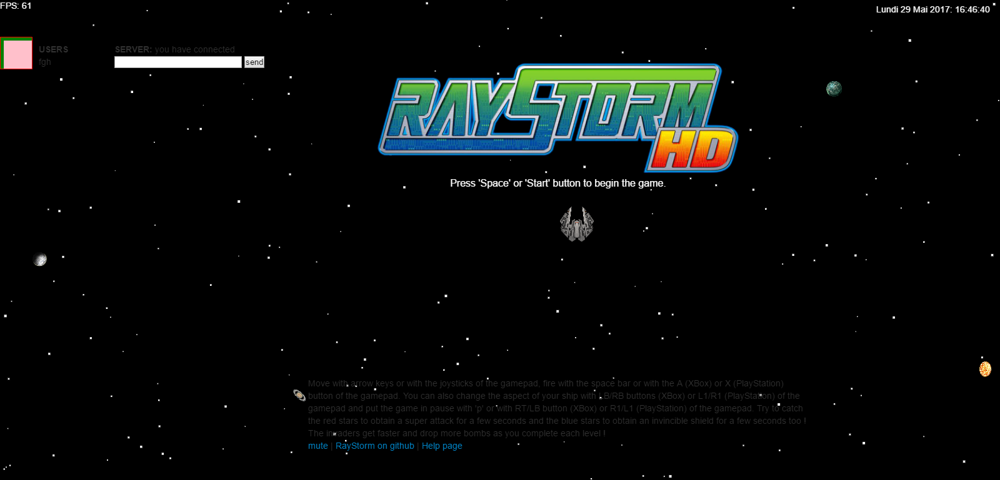 FPS: 61
Lundi 29 Mai 2017: 16:46:40
USERS
fgh
SERVER: you have connected
send
RAYSTORM
HD
Press 'Space' or 'Start' button to begin the game.
Move with arrow keys or with the joysticks of the gamepad, fire with the space bar or with the A (XBox) or X (PlayStation)
button of the gamepad. You can also change the aspect of your ship with LB/RB buttons (XBox) or L1/R1 (PlayStation) of the
gamepad and put the game in pause with 'p' or with RT/LB button (XBox) or R1/L1 (PlayStation) of the gamepad. Try to catch
the red stars to obtain a super attack for a few seconds and the blue stars to obtain an invincible shield for a few seconds too !
The invaders get faster and drop more bombs as you complete each level !
mute | RayStorm on github | Help page